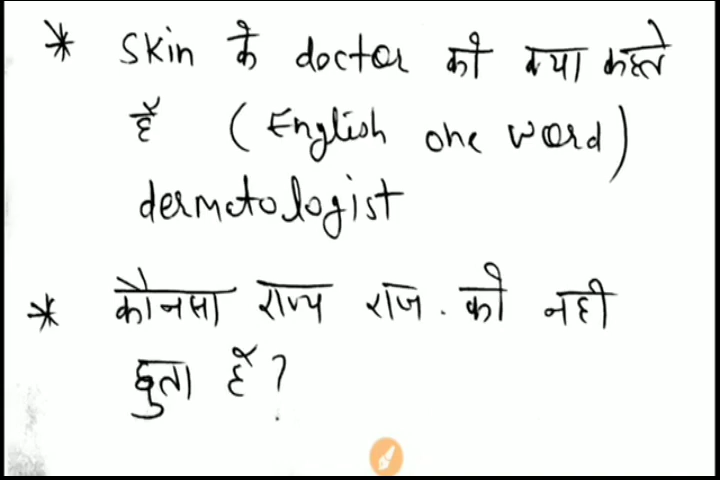 * Skin के doctor को क्या कहते
हैं (English one word)
dermatologist
* कौनसा राज्य राज. को नही
छुता हैं?